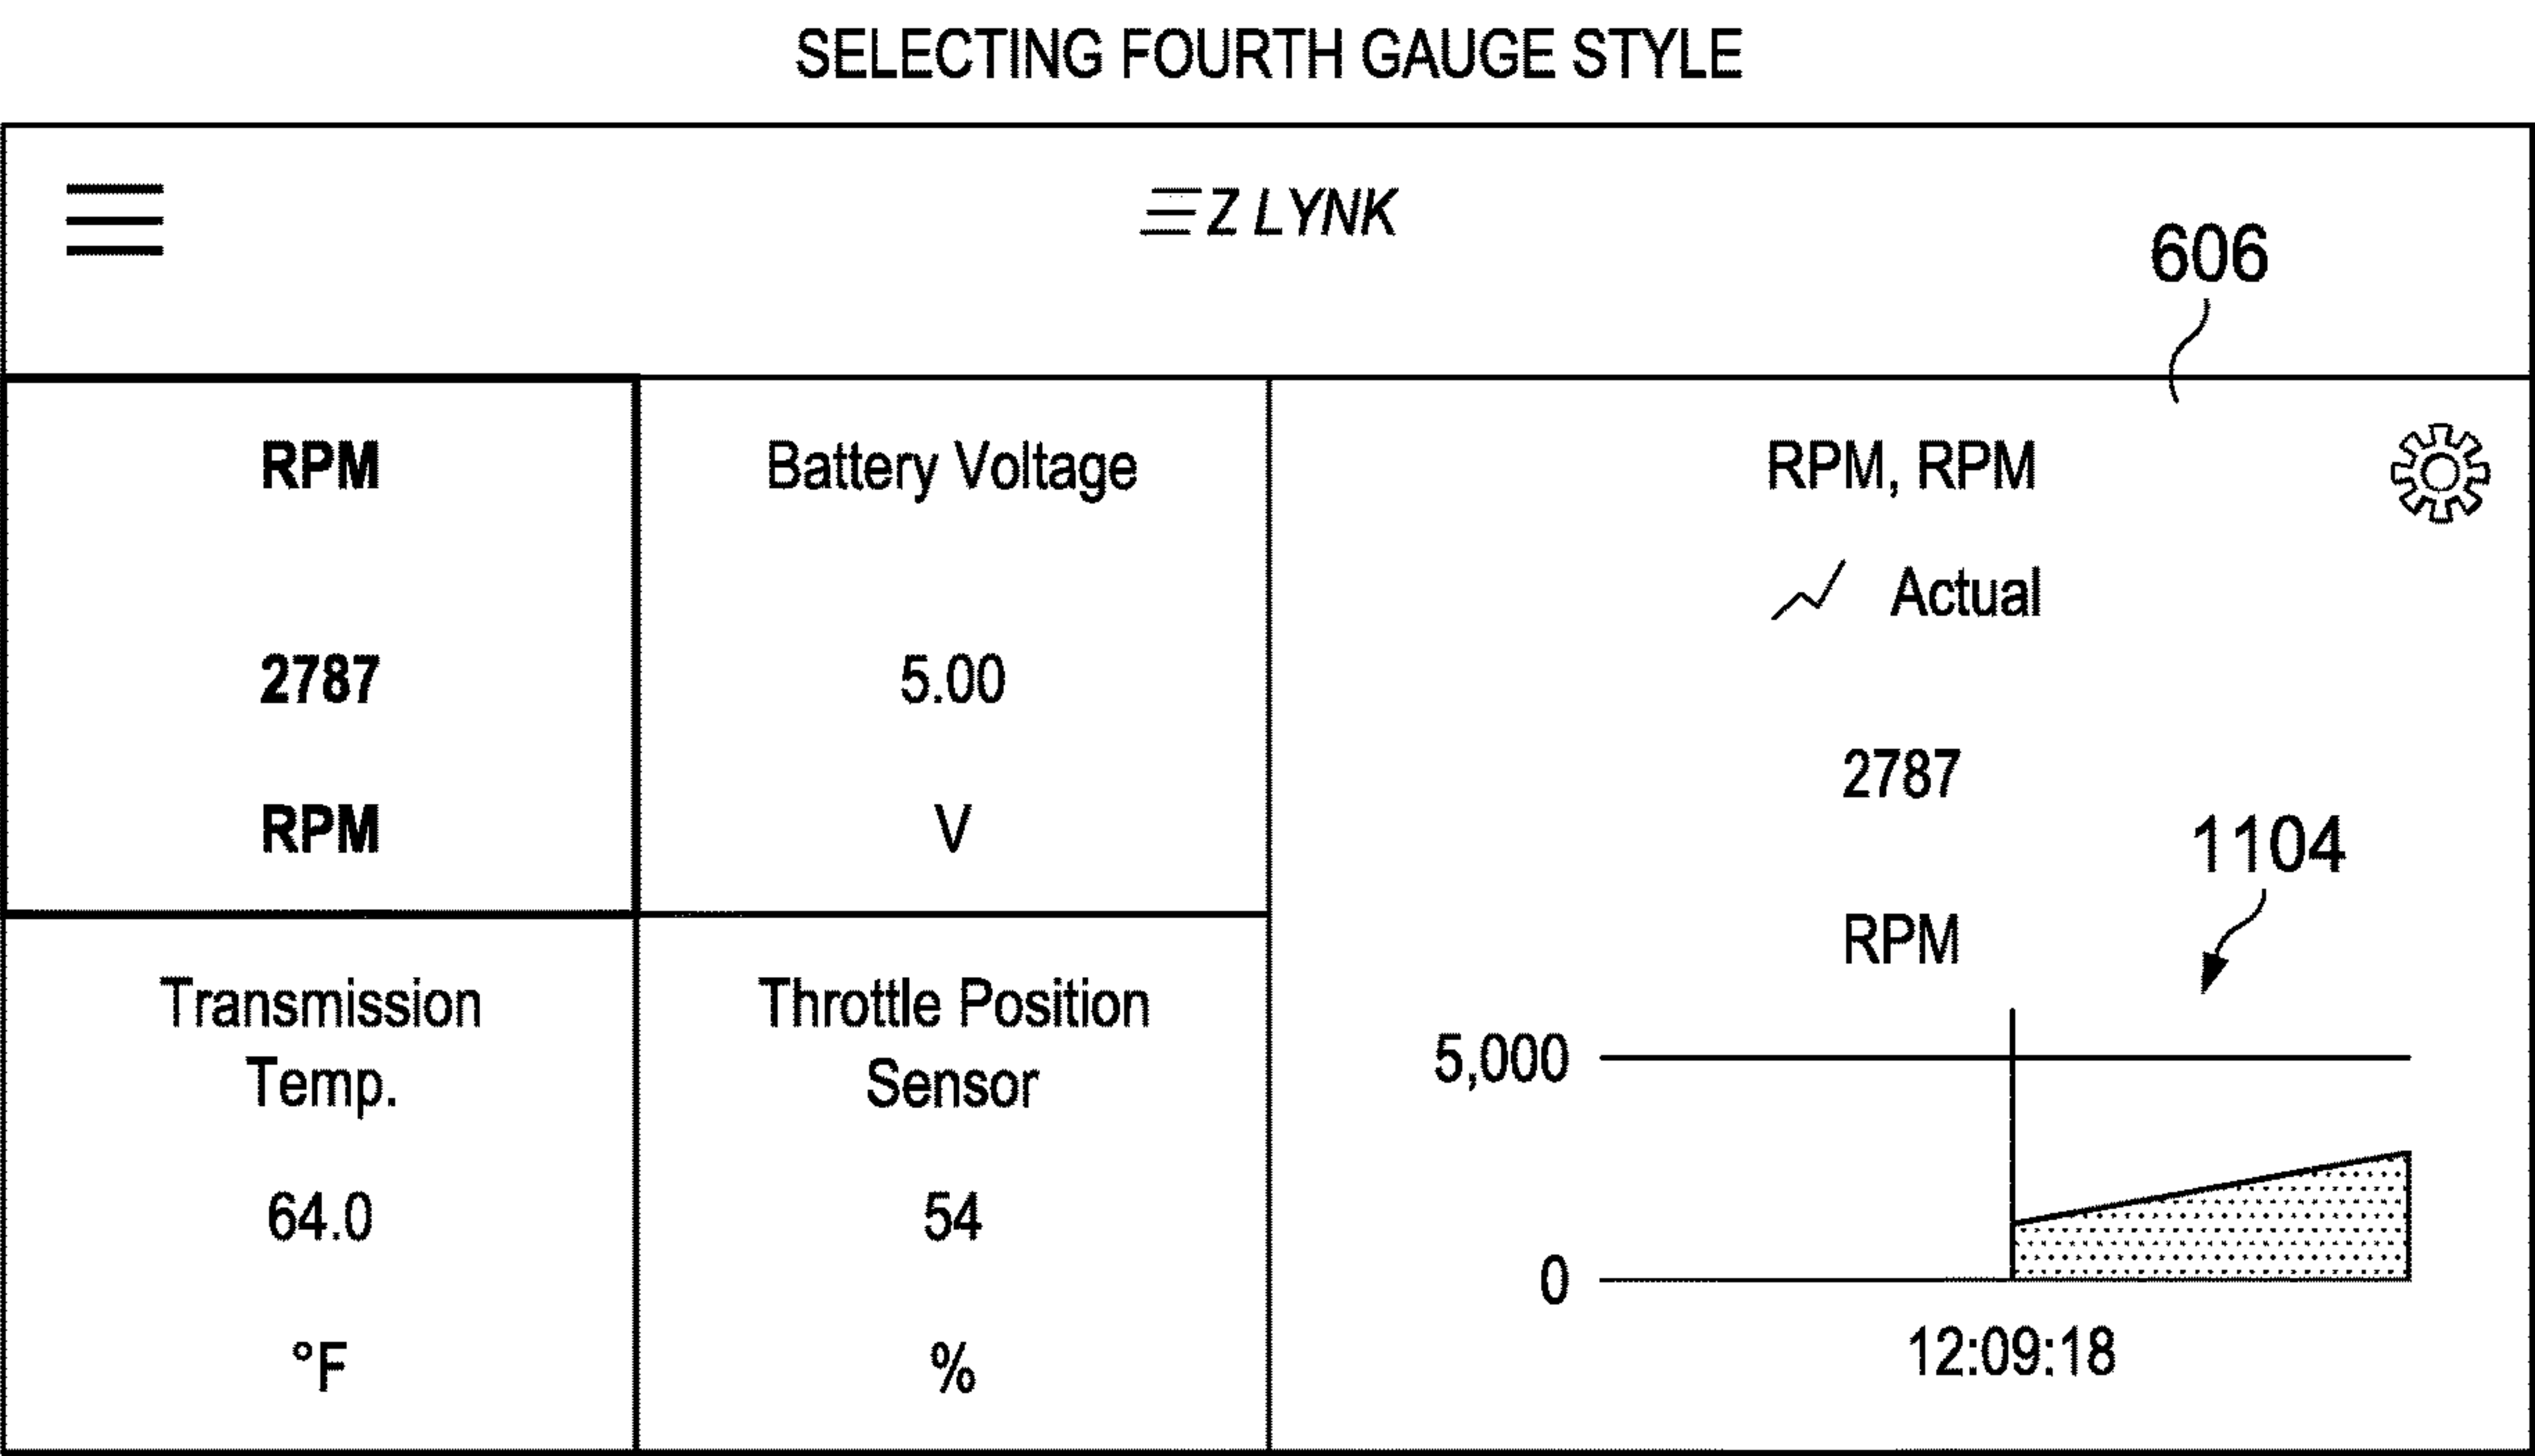 SELECTING FOURTH GAUGE STYLE
EZ LYNK
606
RPM
2787
RPM
Battery Voltage
5.00
V
RPM, RPM
Actual
2787
RPM
1104
5,000
0
12:09:18
Transmission
Temp.
64.0
°F
Throttle Position
Sensor
54
%